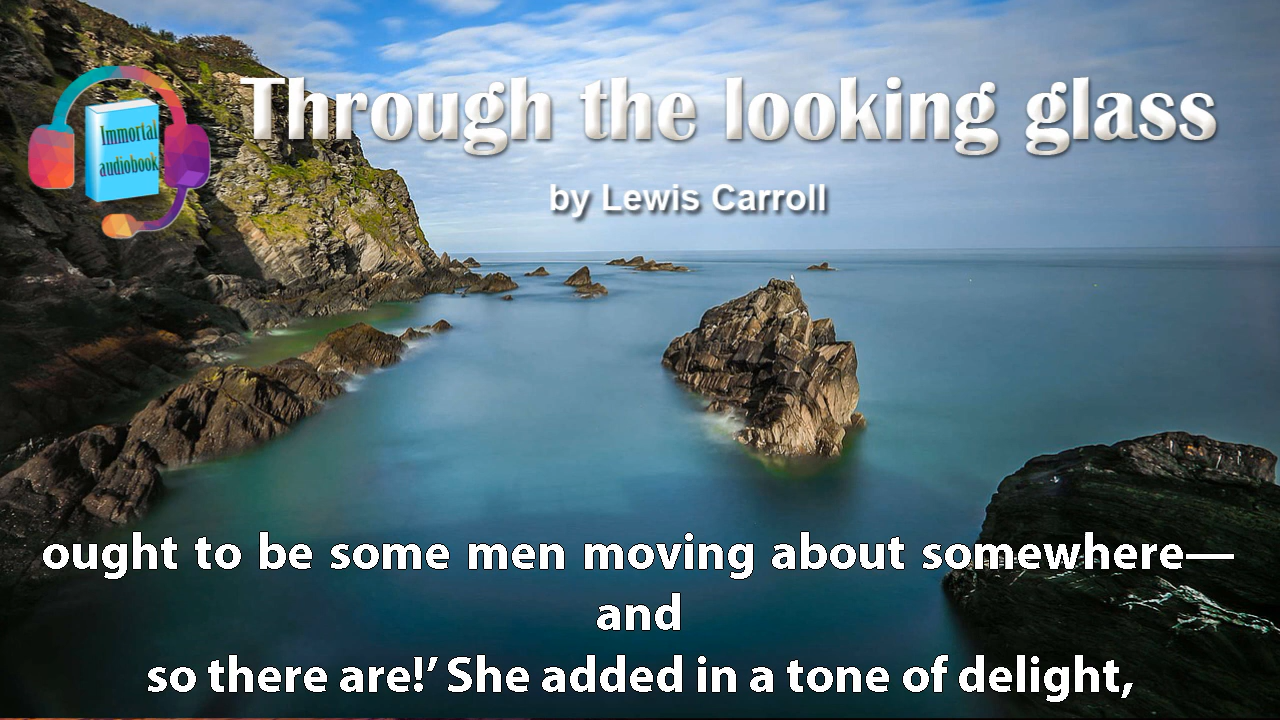 Through the looking glass
Immortal
audiobook
by Lewis Carroll
ought to be some men moving about somewhere—
and
so there are!’ She added in a tone of delight,